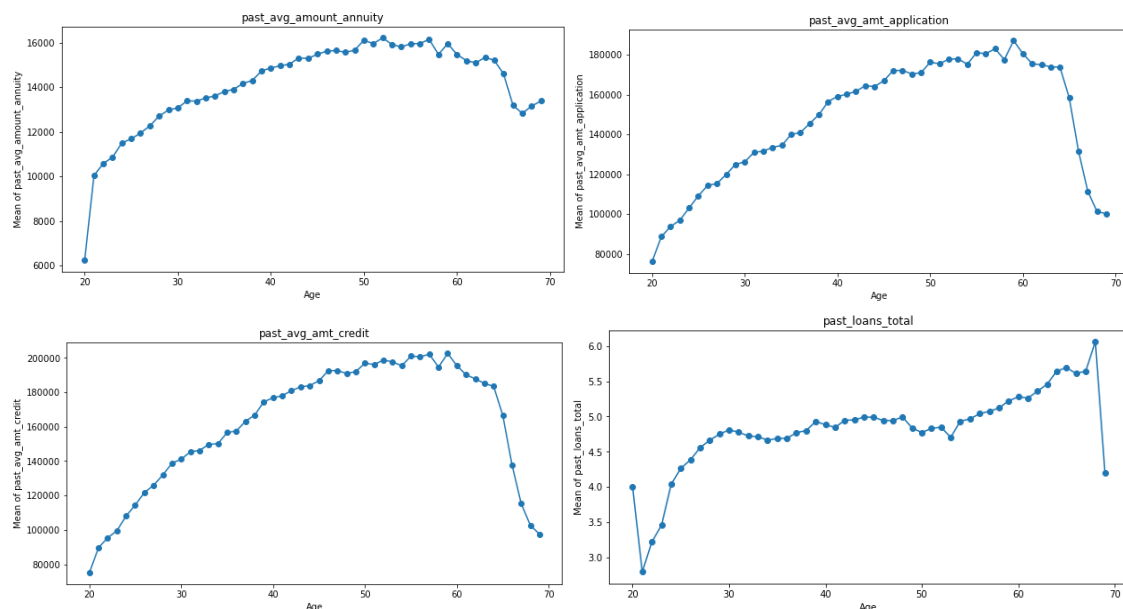 past_avg_amount_annuity
Mean of past_avg_amount_annuity
16000
14000
12000
10000
8000
6000
20 30 40 50 60 70
Age
past_avg_amt_application
Mean of past_avg_amt_application
180000
160000
140000
120000
100000
80000
20 30 40 50 60 70
Age
past_avg_amt_credit
Mean of past_avg_amt_credit
200000
180000
160000
140000
120000
100000
80000
20 30 40 50 60 70
Age
past_loans_total
Mean of past_loans_total
6.0
5.5
5.0
4.5
4.0
3.5
3.0
20 30 40 50 60 70
Age